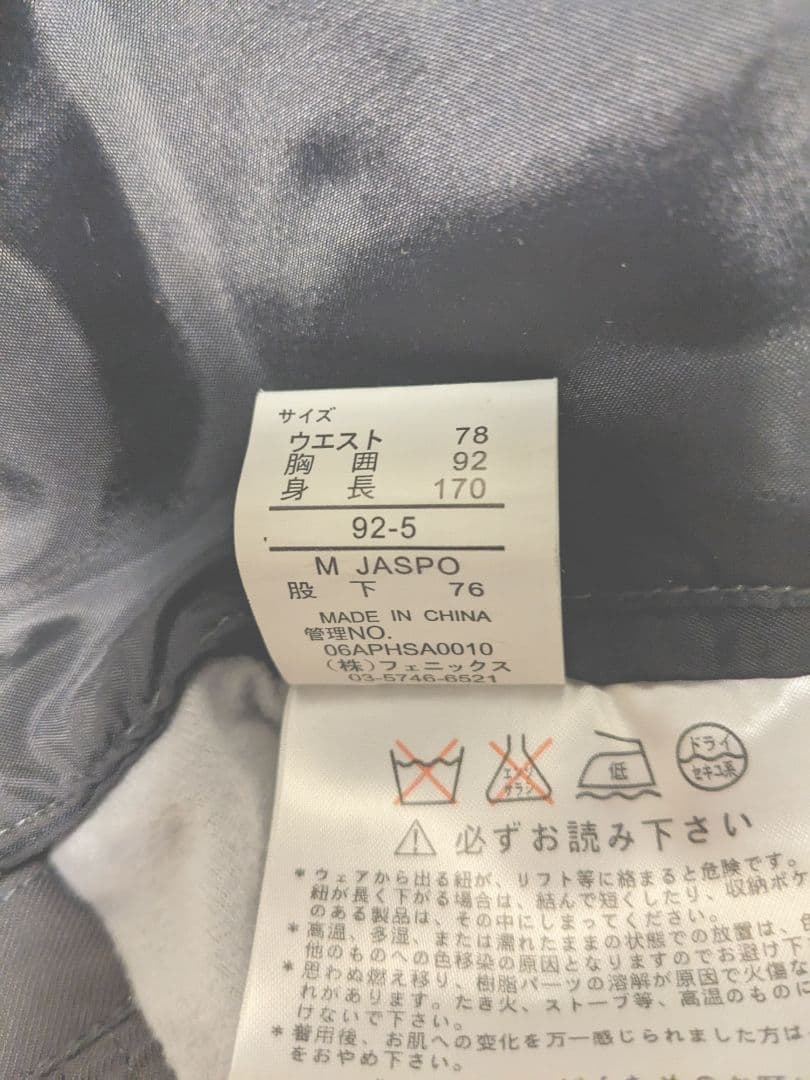 サイズ
ウエスト 78
胸 囲 92
身 長 170
92-5
M JASPO
股 下 76
MADE IN CHINA
管理NO.
06APHSA0010
(株)フェニックス
03-5746-6521
エンソ
サラシ
低
ドライ
セキユ系
必ずお読み下さい
*ウェアから出る紐が、リフト等に絡まると危険です。
紐が長く下がる場合は、結んで短くしたり、収納ポケ
のある製品は、その中にしまってください。
*高温、多湿、または濡れたままの状態での放置は、色
他のものへの色移染の原因となりますのでお避け下
*思わぬ燃え移り、樹脂パーツの溶解が原因で火傷な
れがあります。たき火、ストーブ等、高温のものに
けないで下さい。
*着用後、お肌への変化を万一感じられました方は
をおやめ下さい。